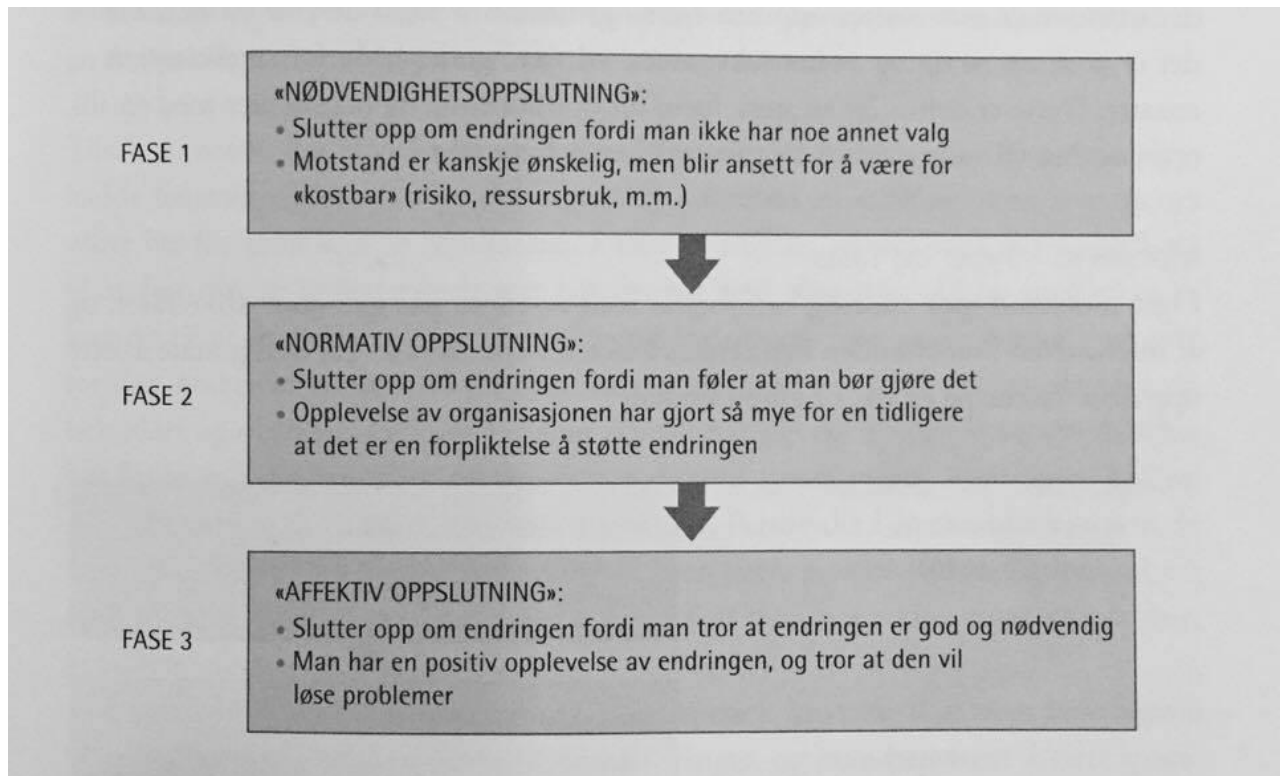 «NØDVENDIGHETSOPPSLUTNING»:
• Slutter opp om endringen fordi man ikke har noe annet valg
FASE 1
• Motstand er kanskje ønskelig, men blir ansett for å være for
«kostbar» (risiko, ressursbruk, m.m.)
«NORMATIV OPPSLUTNING»:
• Slutter opp om endringen fordi man føler at man bør gjøre det
FASE 2
• Opplevelse av organisasjonen har gjort så mye for en tidligere
at det er en forpliktelse å støtte endringen
«AFFEKTIV OPPSLUTNING»:
• Slutter opp om endringen fordi man tror at endringen er god og nødvendig
FASE 3
• Man har en positiv opplevelse av endringen, og tror at den vil
løse problemer